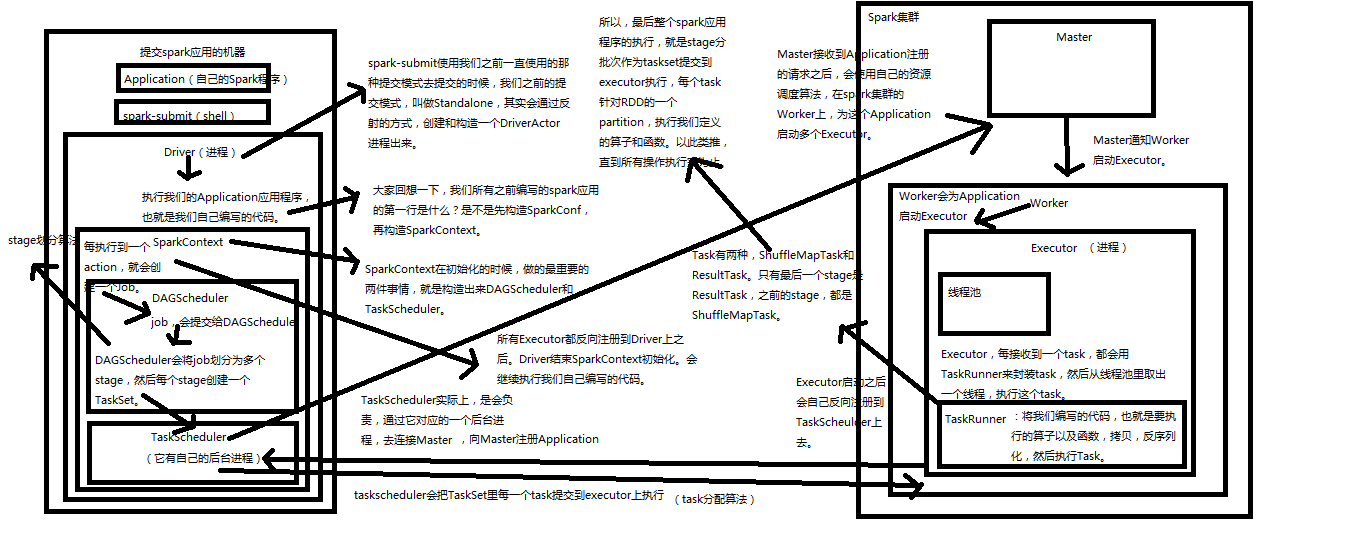 提交spark应用的机器
Application（自己的Spark程序）
spark-submit（shell）
Driver（进程）
执行我们的Application应用程序，
也就是我们自己编写的代码。
stage划分算法
每执行到一个
action，就会创
建一个job。
SparkContext
DAGScheduler
job，会提交给DAGSchedule
DAGScheduler会将job划分为多个
stage，然后每个stage创建一个
TaskSet。
TaskScheduler
（它有自己的后台进程）
spark-submit使用我们之前一直使用的那
种提交模式去提交的时候，我们之前的提
交模式，叫做Standalone，其实会通过反
射的方式，创建和构造一个DriverActor
进程出来。
大家回想一下，我们所有之前编写的spark应用
的第一行是什么？是不是先构造SparkConf，
再构造SparkContext。
SparkContext在初始化的时候，做的最重要的
两件事情，就是构造出来DAGScheduler和
TaskScheduler。
所有Executor都反向注册到Driver上之
后。Driver结束SparkContext初始化。会
继续执行我们自己编写的代码。
TaskScheduler实际上，是会负
责，通过它对应的一个后台进
程，去连接Master ，向Master注册Application
taskscheduler会把TaskSet里每一个task提交到executor上执行
（task分配算法）
所以，最后整个spark应用
程序的执行，就是stage分
批次作为taskset提交到
executor执行，每个task
针对RDD的一个
partition，执行我们定义
的算子和函数。以此类推，
直到所有操作执行完为止
Task有两种，ShuffleMapTask和
ResultTask。只有最后一个stage是
ResultTask，之前的stage，都是
ShuffleMapTask。
Master接收到Application注册
的请求之后，会使用自己的资源
调度算法，在spark集群的
Worker上，为这个Application
启动多个Executor。
Executor启动之后
会自己反向注册到
TaskScheulder上
去。
Spark集群
Master
Master通知Worker
启动Executor。
Worker会为Application
启动Executor
Worker
Executor （进程）
线程池
Executor，每接收到一个task，都会用
TaskRunner来封装task，然后从线程池里取出
一个线程，执行这个task。
TaskRunner ：将我们编写的代码，也就是要执
行的算子以及函数，拷贝，反序列
化，然后执行Task。